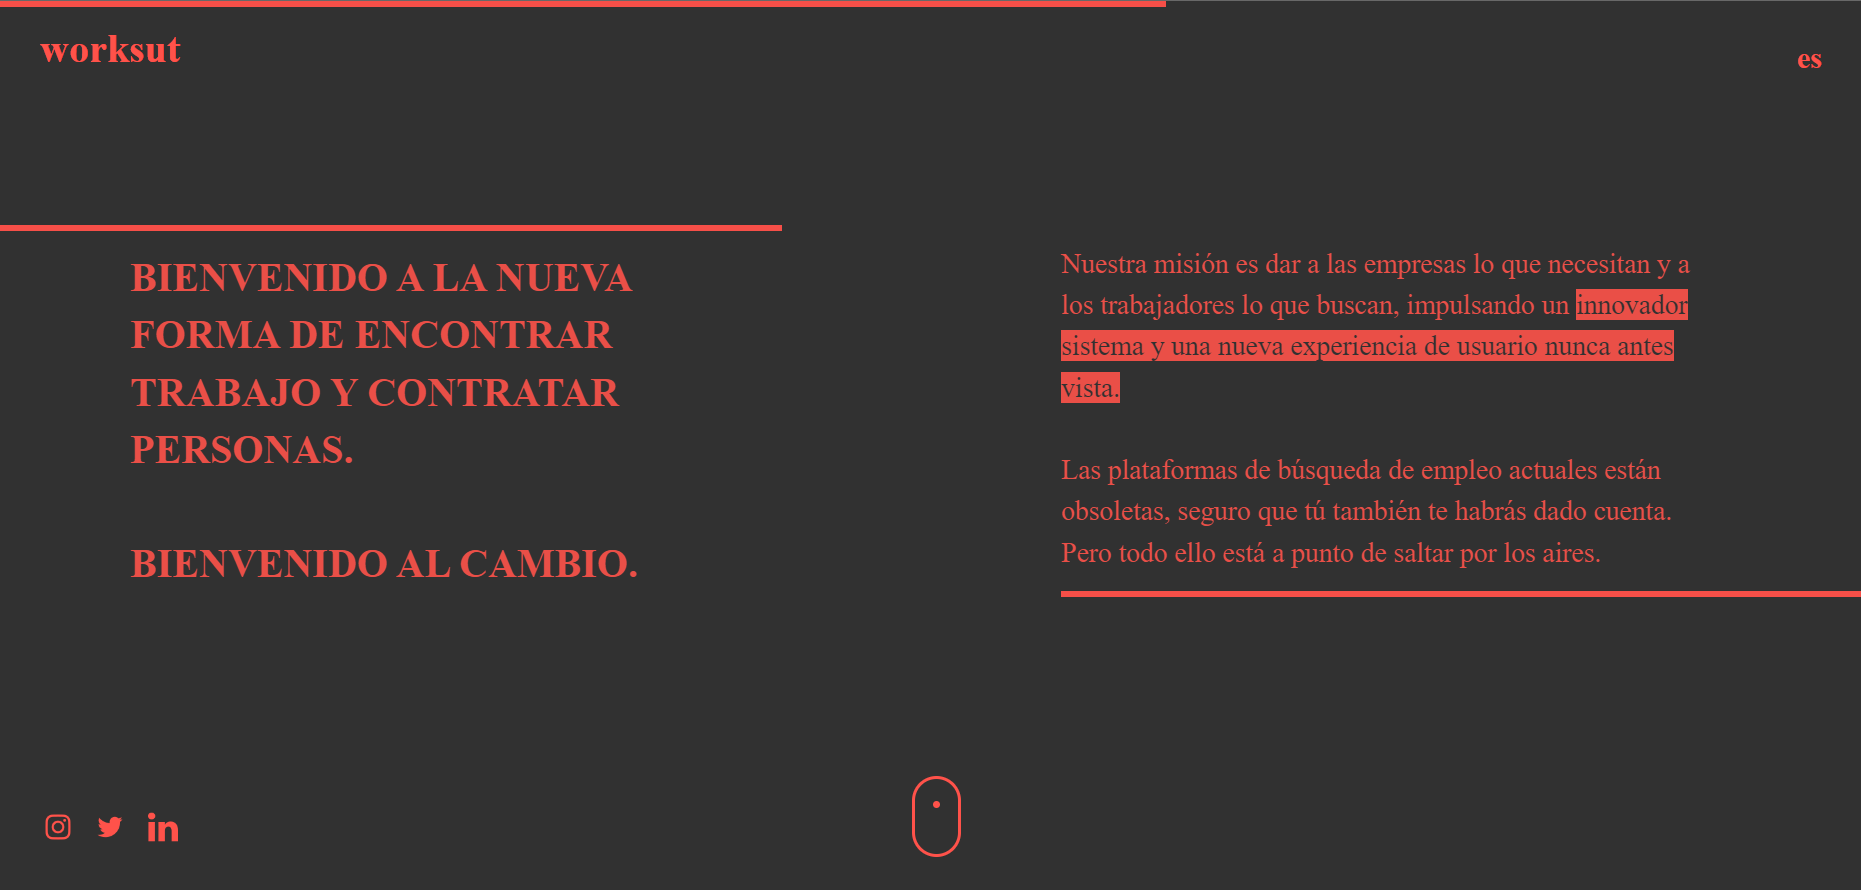 worksut
es
BIENVENIDO A LA NUEVA
FORMA DE ENCONTRAR
TRABAJO Y CONTRATAR
PERSONAS.
BIENVENIDO AL CAMBIO.
Nuestra misión es dar a las empresas lo que necesitan y a
los trabajadores lo que buscan, impulsando un innovador
sistema y una nueva experiencia de usuario nunca antes
vista.
Las plataformas de búsqueda de empleo actuales están
obsoletas, seguro que tú también te habrás dado cuenta.
Pero todo ello está a punto de saltar por los aires.
in